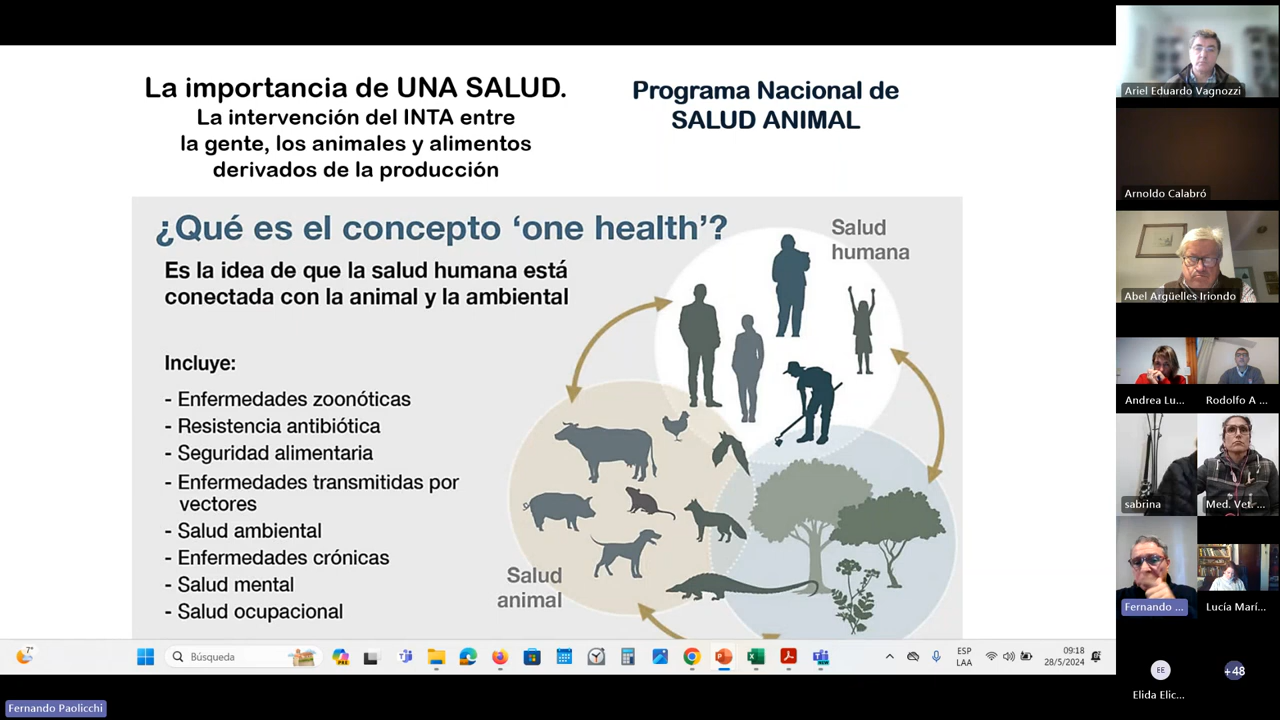 La importancia de UNA SALUD.
La intervención del INTA entre
la gente, los animales y alimentos
derivados de la producción
Programa Nacional de
SALUD ANIMAL
¿Qué es el concepto ‘one health’?
Es la idea de que la salud humana está
conectada con la animal y la ambiental
Incluye:
- Enfermedades zoonóticas
- Resistencia antibiótica
- Seguridad alimentaria
- Enfermedades transmitidas por
vectores
- Salud ambiental
- Enfermedades crónicas
- Salud mental
- Salud ocupacional
Salud
humana
Salud
animal
7°
Búsqueda
ESP
LAA
09:18
28/5/2024
Fernando Paolicchi
Ariel Eduardo Vagnozzi
Arnoldo Calabró
Abel Argüelles Iriondo
Andrea Lu...
Rodolfo A ...
sabrina
Med. Vet. ...
Fernando ...
Lucía Marí...
EE
Elida Elic...
+48